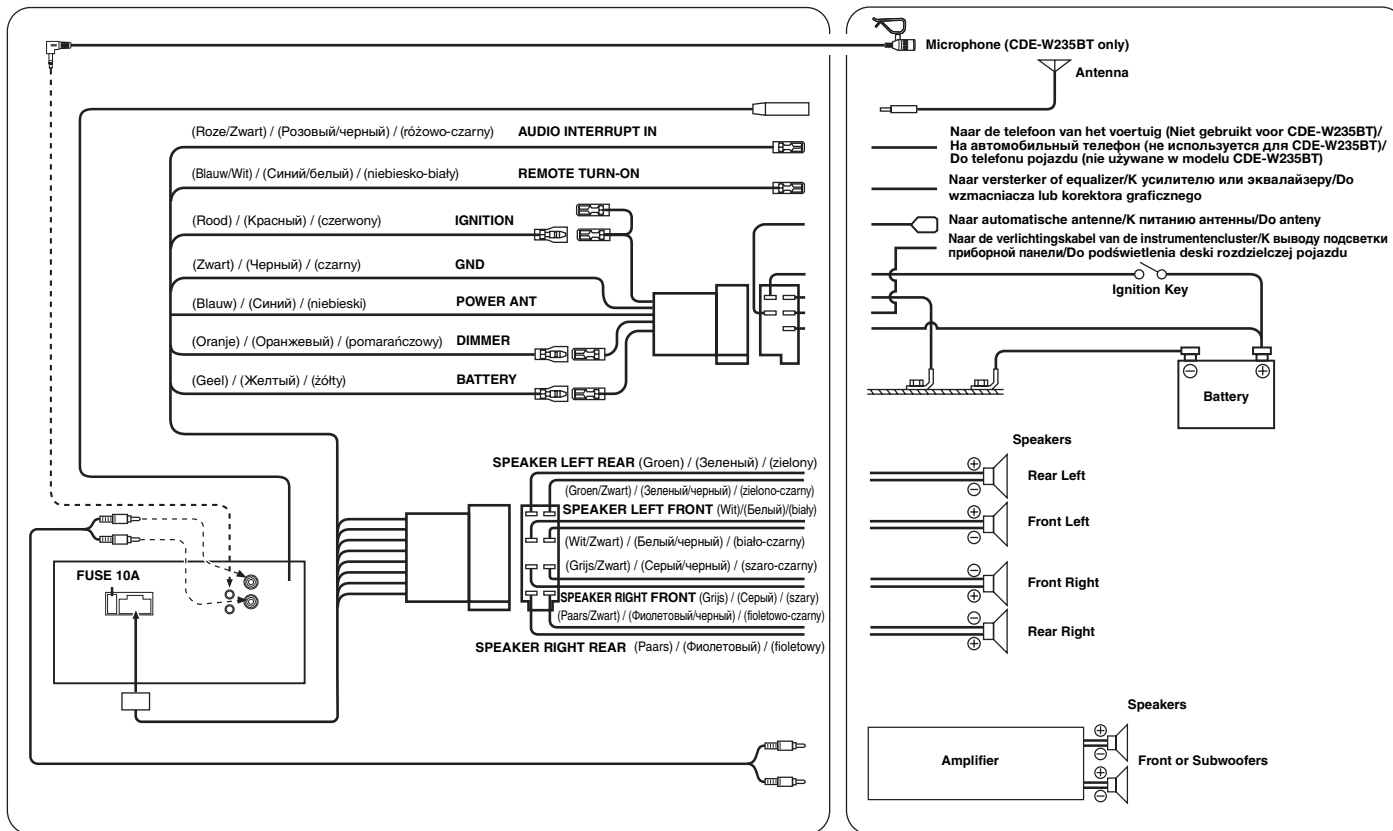 Microphone (CDE-W235BT only)
Antenna
(Roze/Zwart) / (Розовый/черный) / (różowo-czarny) AUDIO INTERRUPT IN
Naar de telefoon van het voertuig (Niet gebruikt voor CDE-W235BT)/
На автомобильный телефон (не используется для CDE-W235BT)/
Do telefonu pojazdu (nie używane w modelu CDE-W235BT)
(Blauw/Wit) / (Синий/белый) / (niebiesko-biały) REMOTE TURN-ON
Naar versterker of equalizer/К усилителю или эквалайзеру/Do
wzmacniacza lub korektora graficznego
(Rood) / (Красный) / (czerwony) IGNITION
Naar automatische antenne/К питанию антенны/Do anteny
Naar de verlichtingskabel van de instrumentencluster/К выводу подсветки
приборной панели/Do podświetlenia deski rozdzielczej pojazdu
(Zwart) / (Черный) / (czarny) GND
Ignition Key
(Blauw) / (Синий) / (niebieski) POWER ANT
(Oranje) / (Оранжевый) / (pomarańczowy) DIMMER
(Geel) / (Желтый) / (żółty) BATTERY
Battery
Speakers
SPEAKER LEFT REAR (Groen) / (Зеленый) / (zielony)
Rear Left
(Groen/Zwart) / (Зеленый/черный) / (zielono-czarny)
SPEAKER LEFT FRONT (Wit)/(Белый)/(biały)
Front Left
(Wit/Zwart) / (Белый/черный) / (biało-czarny)
(Grijs/Zwart) / (Серый/черный) / (szaro-czarny)
FUSE 10A
Front Right
SPEAKER RIGHT FRONT (Grijs) / (Серый) / (szary)
(Paars/Zwart) / (Фиолетовый/черный) / (fioletowo-czarny)
Rear Right
SPEAKER RIGHT REAR (Paars) / (Фиолетовый) / (fioletowy)
Speakers
Amplifier
Front or Subwoofers